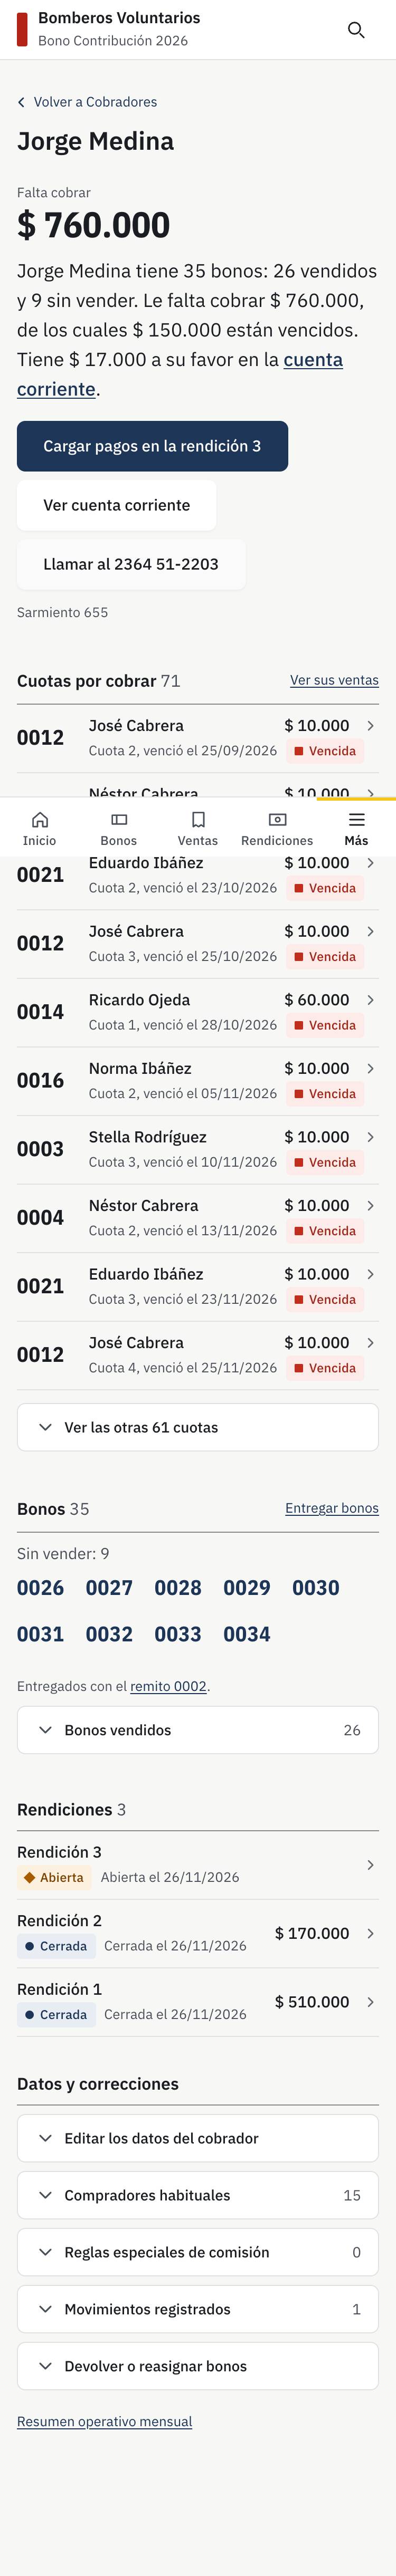 Bomberos Voluntarios
Bono Contribución 2026
Volver a Cobradores
Jorge Medina
Falta cobrar
$ 760.000
Jorge Medina tiene 35 bonos: 26 vendidos
y 9 sin vender. Le falta cobrar $ 760.000,
de los cuales $ 150.000 están vencidos.
Tiene $ 17.000 a su favor en la cuenta
corriente.
Cargar pagos en la rendición 3
Ver cuenta corriente
Llamar al 2364 51-2203
Sarmiento 655
Cuotas por cobrar 71 Ver sus ventas
0012 José Cabrera $ 10.000
Cuota 2, venció el 25/09/2026 Vencida
Néstor Cabrera $ 10.000
Inicio Bonos Ventas Rendiciones Más
0021 Eduardo Ibáñez $ 10.000
Cuota 2, venció el 23/10/2026 Vencida
0012 José Cabrera $ 10.000
Cuota 3, venció el 25/10/2026 Vencida
0014 Ricardo Ojeda $ 60.000
Cuota 1, venció el 28/10/2026 Vencida
0016 Norma Ibáñez $ 10.000
Cuota 2, venció el 05/11/2026 Vencida
0003 Stella Rodríguez $ 10.000
Cuota 3, venció el 10/11/2026 Vencida
0004 Néstor Cabrera $ 10.000
Cuota 2, venció el 13/11/2026 Vencida
0021 Eduardo Ibáñez $ 10.000
Cuota 3, venció el 23/11/2026 Vencida
0012 José Cabrera $ 10.000
Cuota 4, venció el 25/11/2026 Vencida
Ver las otras 61 cuotas
Bonos 35 Entregar bonos
Sin vender: 9
0026 0027 0028 0029 0030
0031 0032 0033 0034
Entregados con el remito 0002.
Bonos vendidos 26
Rendiciones 3
Rendición 3
Abierta Abierta el 26/11/2026
Rendición 2 $ 170.000
Cerrada Cerrada el 26/11/2026
Rendición 1 $ 510.000
Cerrada Cerrada el 26/11/2026
Datos y correcciones
Editar los datos del cobrador
Compradores habituales 15
Reglas especiales de comisión 0
Movimientos registrados 1
Devolver o reasignar bonos
Resumen operativo mensual